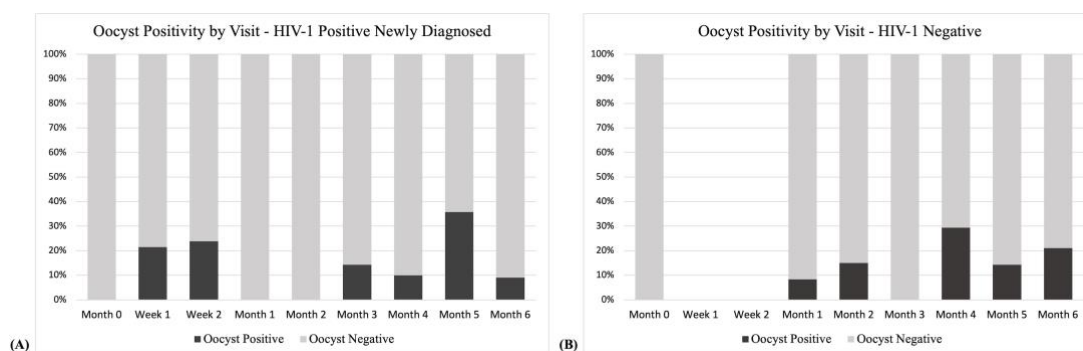 Oocyst Positivity by Visit - HIV-1 Positive Newly Diagnosed
100%
90%
80%
70%
60%
50%
40%
30%
20%
10%
0%
Month 0 Week 1 Week 2 Month 1 Month 2 Month 3 Month 4 Month 5 Month 6
Oocyst Positive Oocyst Negative
(A)
Oocyst Positivity by Visit - HIV-1 Negative
100%
90%
80%
70%
60%
50%
40%
30%
20%
10%
0%
Month 0 Week 1 Week 2 Month 1 Month 2 Month 3 Month 4 Month 5 Month 6
Oocyst Positive Oocyst Negative
(B)